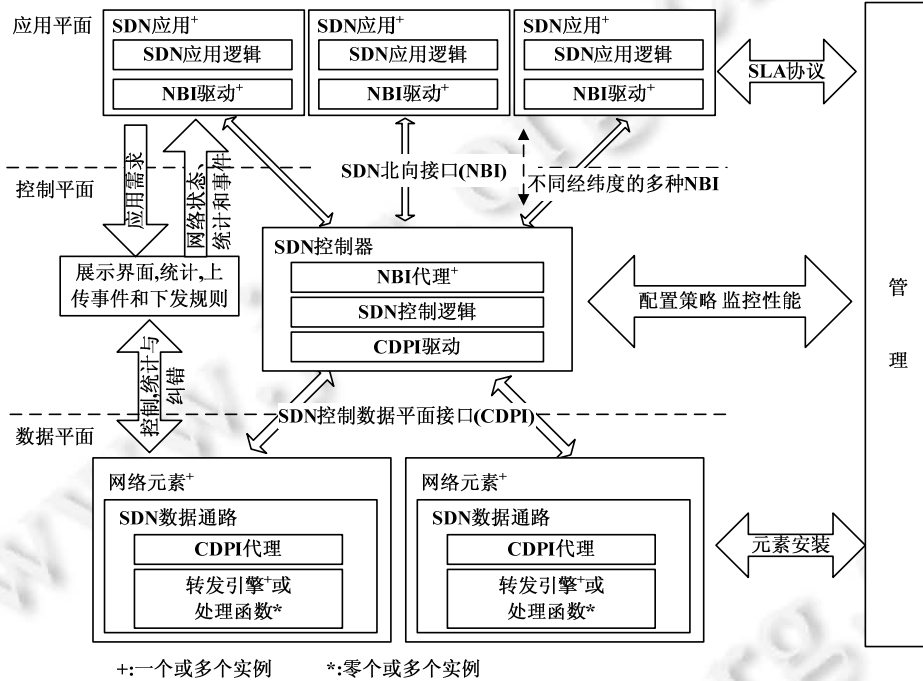 应用平面
SDN应用+
SDN应用逻辑
NBI驱动+
SDN应用+
SDN应用逻辑
NBI驱动+
SDN应用+
SDN应用逻辑
NBI驱动+
SLA协议
应用需求
网络状态,
统计和事件
SDN北向接口(NBI)
不同经纬度的多种NBI
控制平面
展示界面,统计,上
传事件和下发规则
SDN控制器
NBI代理+
SDN控制逻辑
CDPI驱动
配置策略 监控性能
管
理
控制,统计与
纠错
SDN控制数据平面接口(CDPI)
数据平面
网络元素+
SDN数据通路
CDPI代理
转发引擎+或
处理函数*
网络元素+
SDN数据通路
CDPI代理
转发引擎+或
处理函数*
元素安装
+:一个或多个实例
*:零个或多个实例